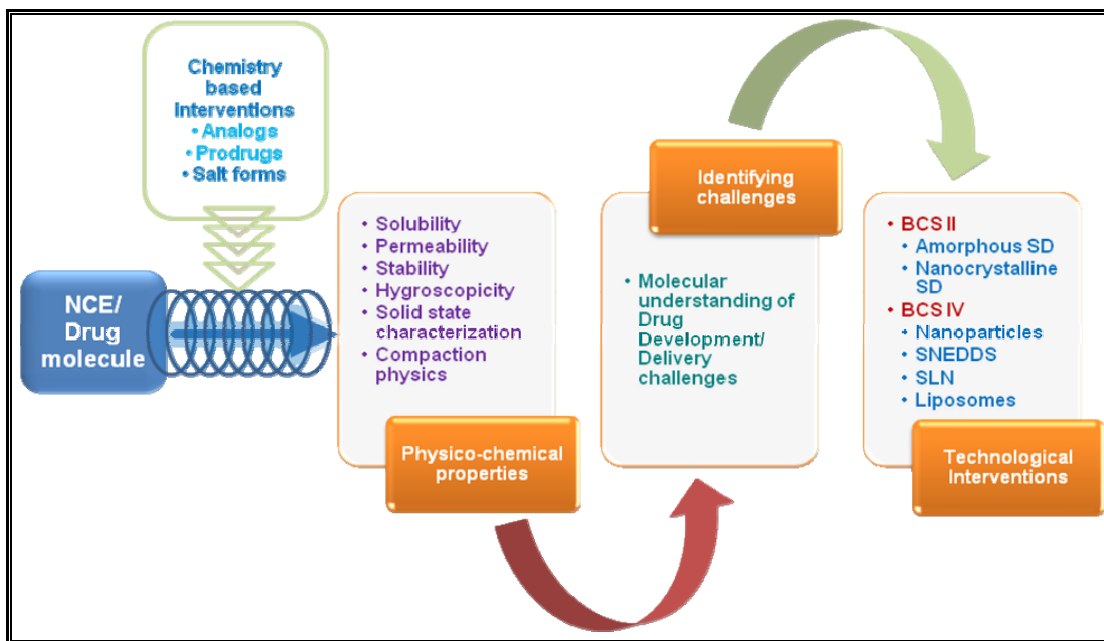 Chemistry
based
Interventions
• Analogs
• Prodrugs
• Salt forms
NCE/
Drug
molecule
• Solubility
• Permeability
• Stability
• Hygroscopicity
• Solid state
characterization
• Compaction
physics
Physico-chemical
properties
Identifying
challenges
• Molecular
understanding of
Drug
Development/
Delivery
challenges
• BCS II
• Amorphous SD
• Nanocrystalline
SD
• BCS IV
• Nanoparticles
• SNEDDS
• SLN
• Liposomes
Technological
Interventions